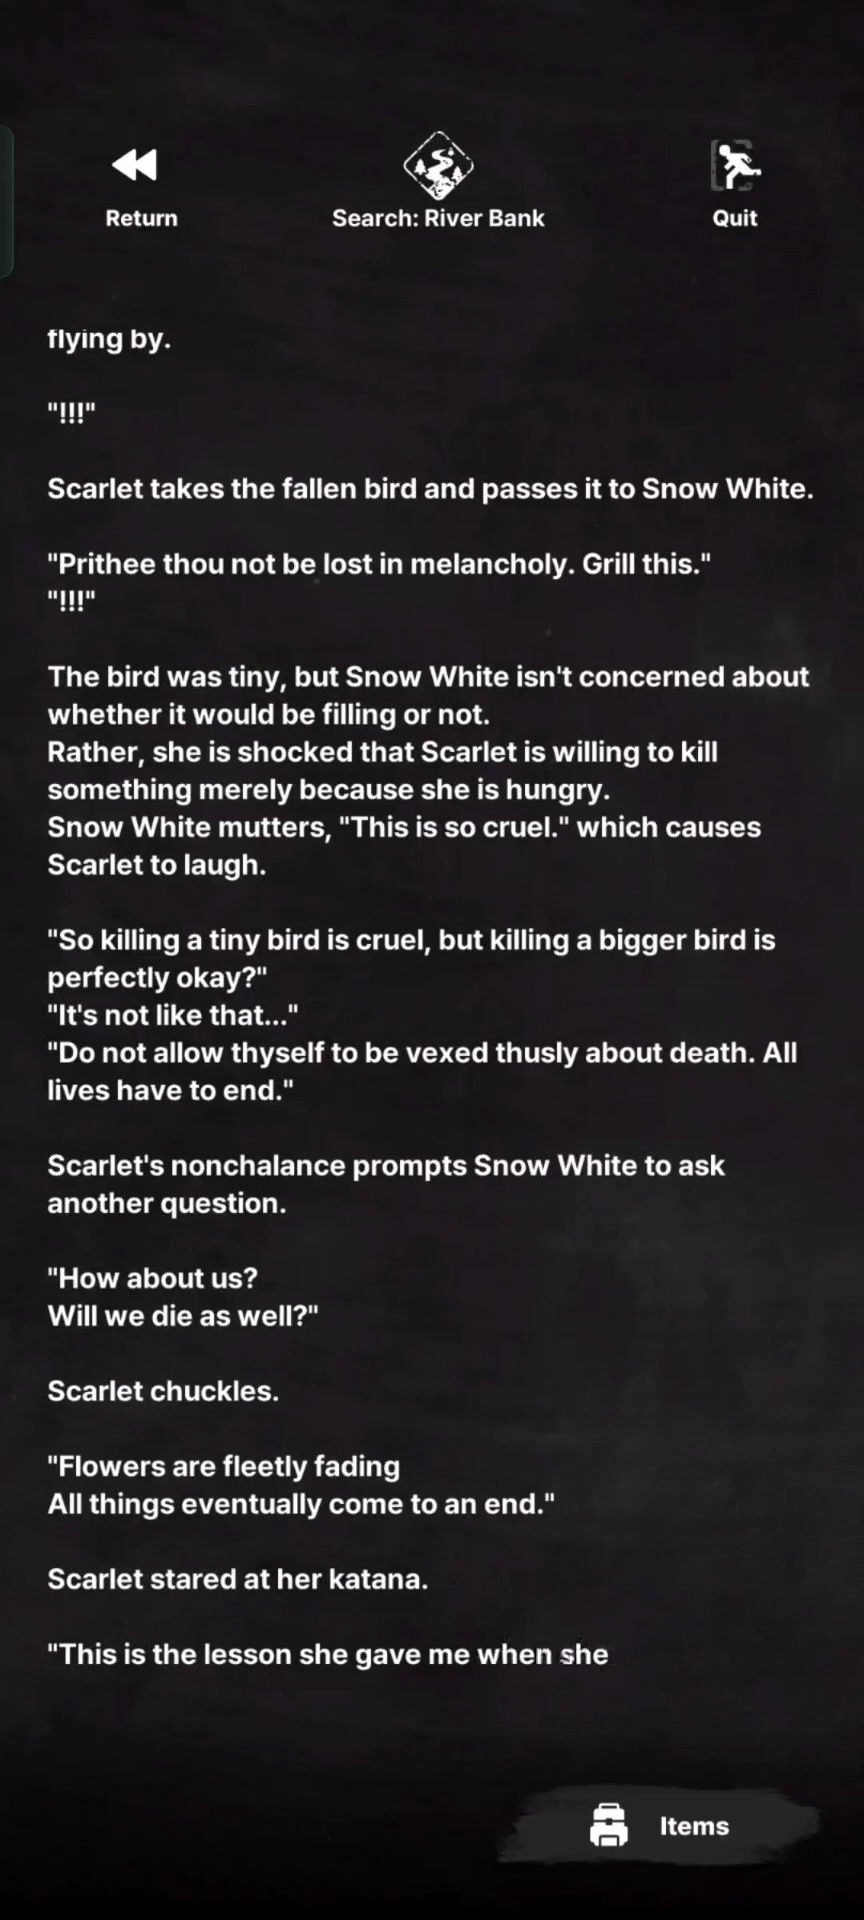 Return
Search: River Bank
Quit
flying by.
"!!!"
Scarlet takes the fallen bird and passes it to Snow White.
"Prithee thou not be lost in melancholy. Grill this."
"!!!"
The bird was tiny, but Snow White isn't concerned about
whether it would be filling or not.
Rather, she is shocked that Scarlet is willing to kill
something merely because she is hungry.
Snow White mutters, "This is so cruel." which causes
Scarlet to laugh.
"So killing a tiny bird is cruel, but killing a bigger bird is
perfectly okay?"
"It's not like that..."
"Do not allow thyself to be vexed thusly about death. All
lives have to end."
Scarlet's nonchalance prompts Snow White to ask
another question.
"How about us?
Will we die as well?"
Scarlet chuckles.
"Flowers are fleetly fading
All things eventually come to an end."
Scarlet stared at her katana.
"This is the lesson she gave me when she
Items